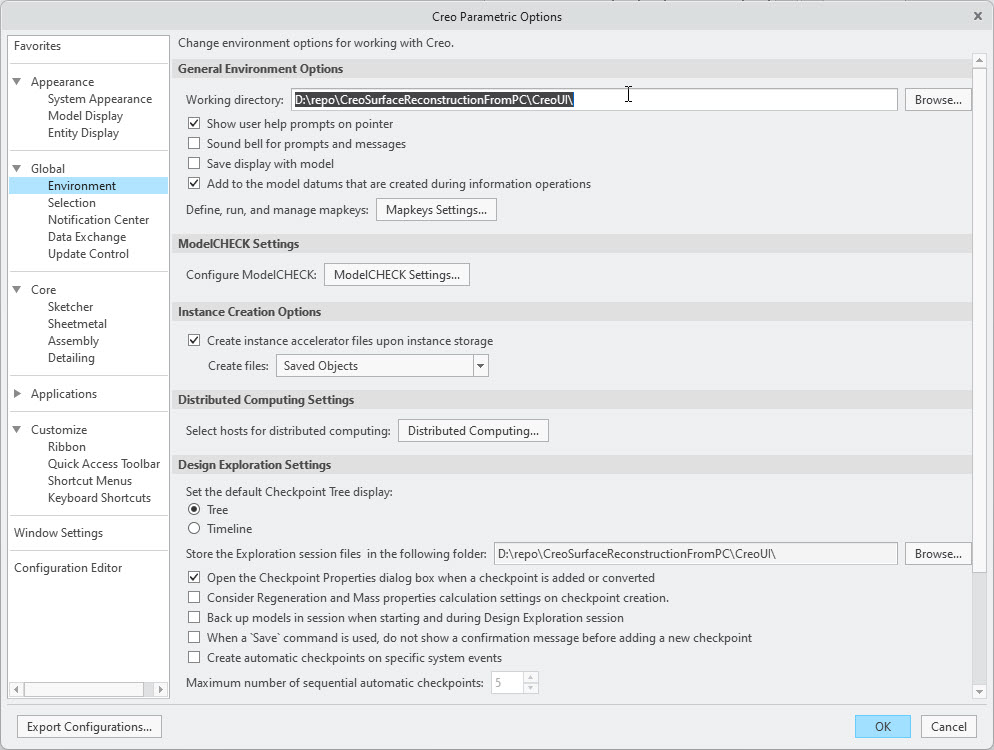 Creo Parametric Options
Favorites
Appearance
System Appearance
Model Display
Entity Display
Global
Environment
Selection
Notification Center
Data Exchange
Update Control
Core
Sketcher
Sheetmetal
Assembly
Detailing
Applications
Customize
Ribbon
Quick Access Toolbar
Shortcut Menus
Keyboard Shortcuts
Window Settings
Configuration Editor
Change environment options for working with Creo.
General Environment Options
Working directory: D:\repo\CreoSurfaceReconstructionFromPC\CreoUI\ Browse...
Show user help prompts on pointer
Sound bell for prompts and messages
Save display with model
Add to the model datums that are created during information operations
Define, run, and manage mapkeys: Mapkeys Settings...
ModelCHECK Settings
Configure ModelCHECK: ModelCHECK Settings...
Instance Creation Options
Create instance accelerator files upon instance storage
Create files: Saved Objects
Distributed Computing Settings
Select hosts for distributed computing: Distributed Computing...
Design Exploration Settings
Set the default Checkpoint Tree display:
Tree
Timeline
Store the Exploration session files in the following folder: D:\repo\CreoSurfaceReconstructionFromPC\CreoUI\ Browse...
Open the Checkpoint Properties dialog box when a checkpoint is added or converted
Consider Regeneration and Mass properties calculation settings on checkpoint creation.
Back up models in session when starting and during Design Exploration session
When a `Save` command is used, do not show a confirmation message before adding a new checkpoint
Create automatic checkpoints on specific system events
Maximum number of sequential automatic checkpoints: 5
Export Configurations... OK Cancel